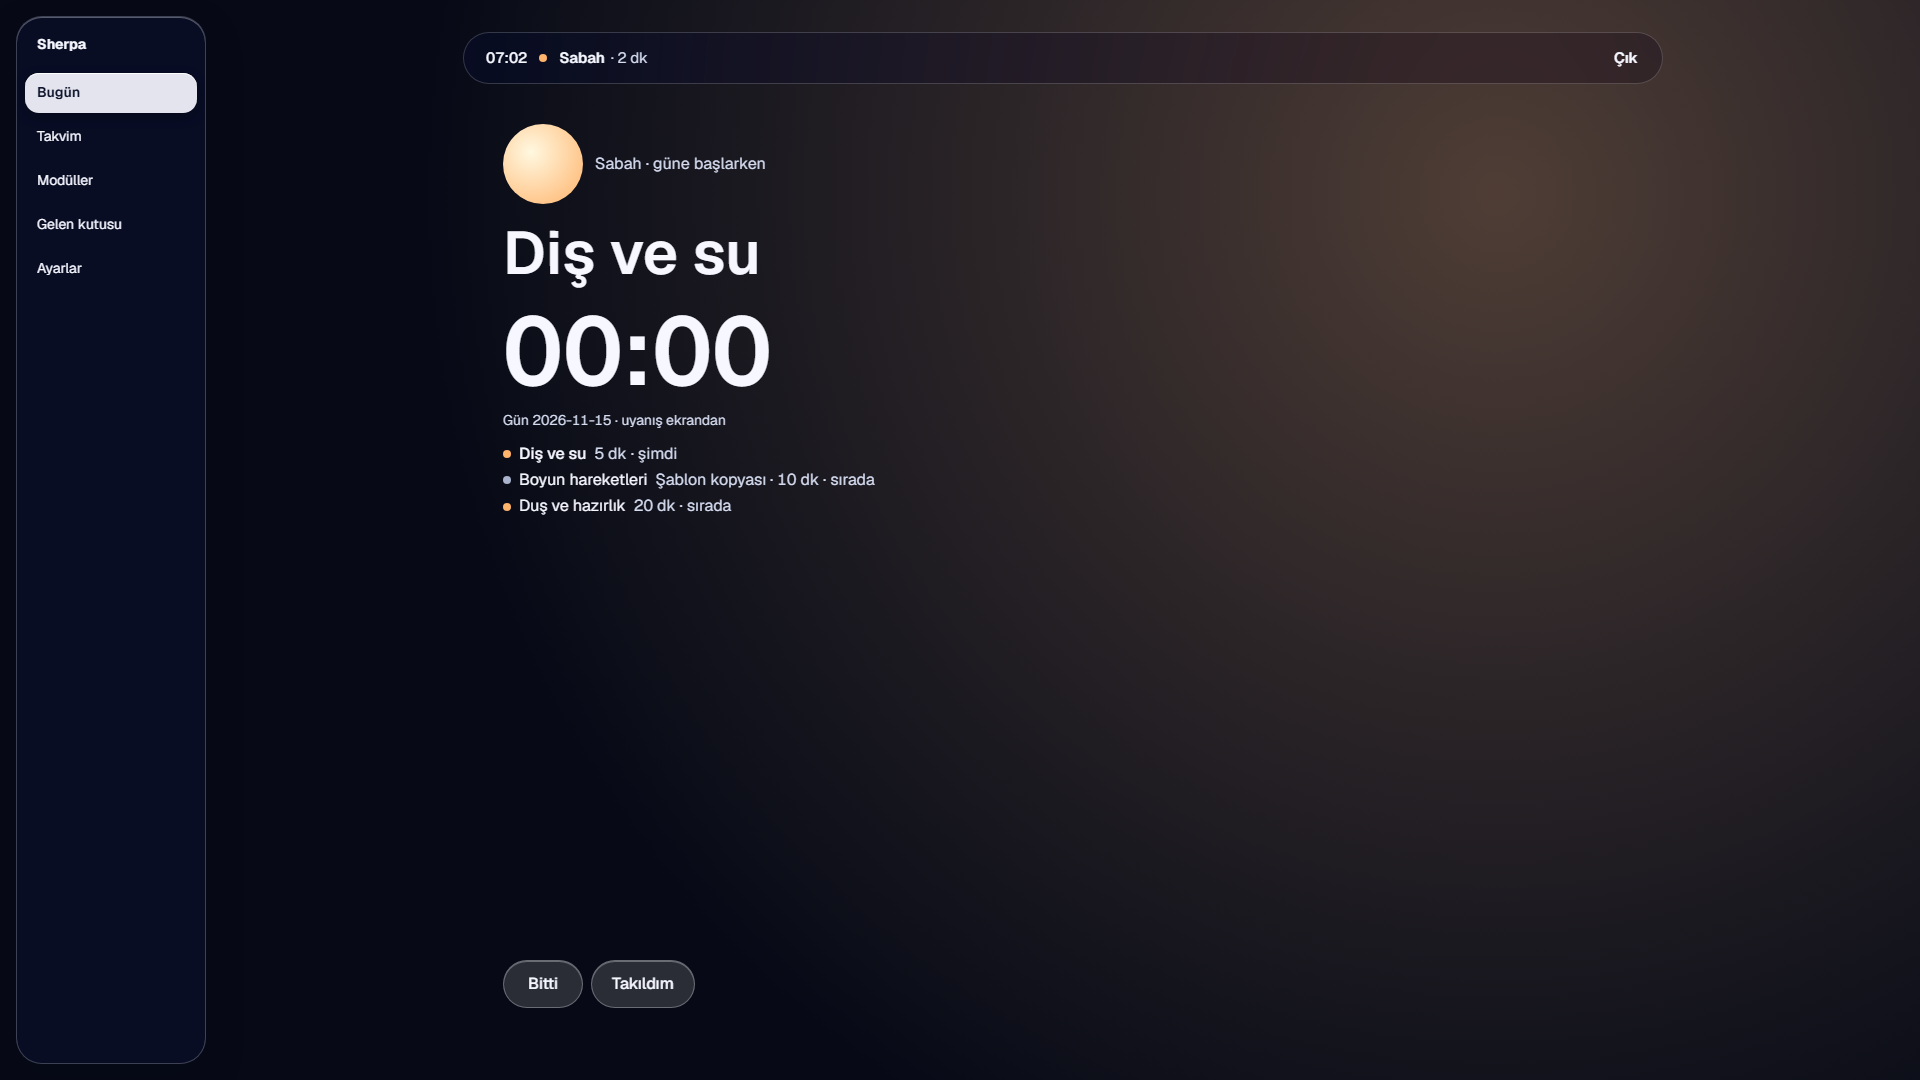 Sherpa
Bugün
Takvim
Modüller
Gelen kutusu
Ayarlar
07:02 Sabah · 2 dk
Çık
Sabah · güne başlarken
Diş ve su
00:00
Gün 2026-11-15 · uyanış ekrandan
Diş ve su 5 dk · şimdi
Boyun hareketleri Şablon kopyası · 10 dk · sırada
Duş ve hazırlık 20 dk · sırada
Bitti
Takıldım